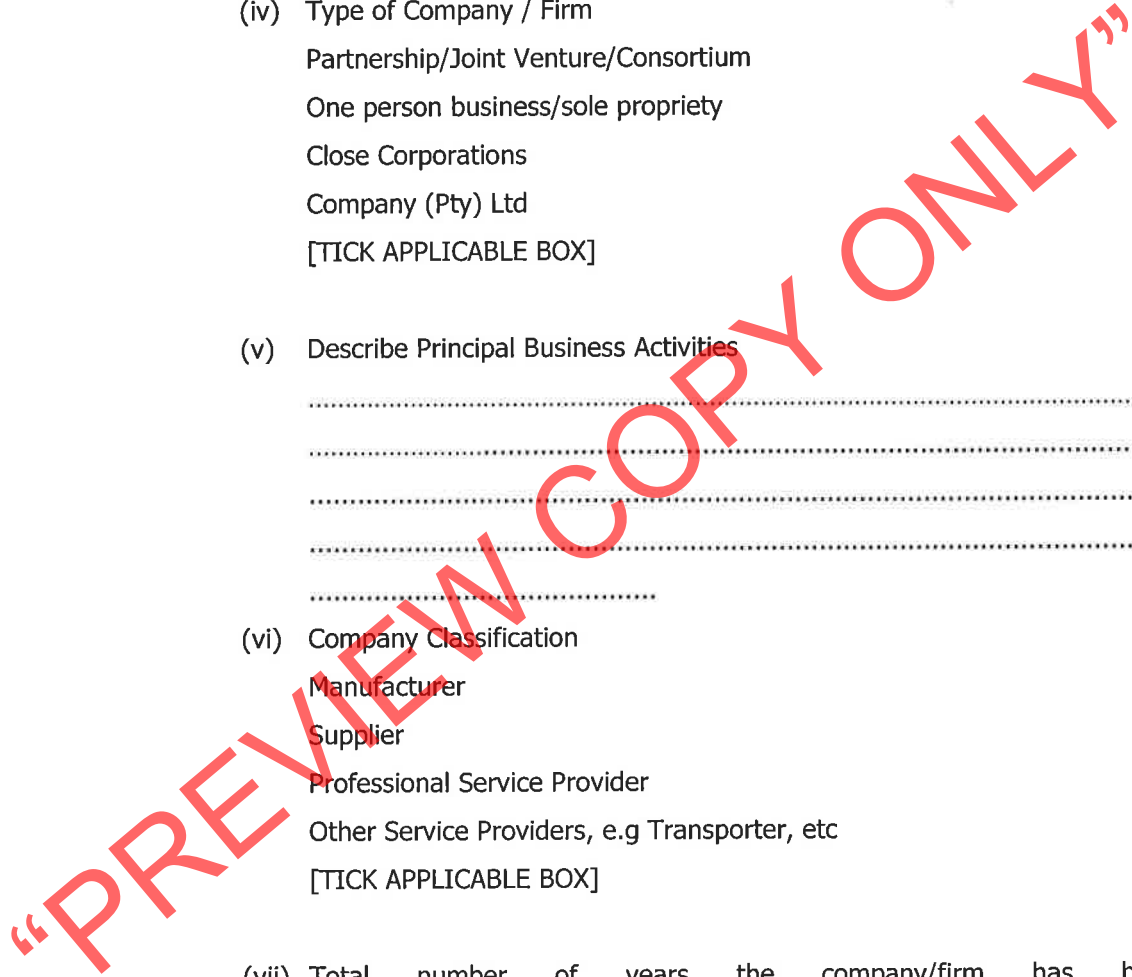 (iv) Type of Company / Firm
Partnership/Joint Venture/Consortium
One person business/sole propriety
Close Corporations
Company (Pty) Ltd
[TICK APPLICABLE BOX]
(v) Describe Principal Business Activities
(vi) Company Classification
Manufacturer
Supplier
Professional Service Provider
Other Service Providers, e.g Transporter, etc
[TICK APPLICABLE BOX]
(vii) Total number of years the company/firm has
“PREVIEW COPY ONLY”